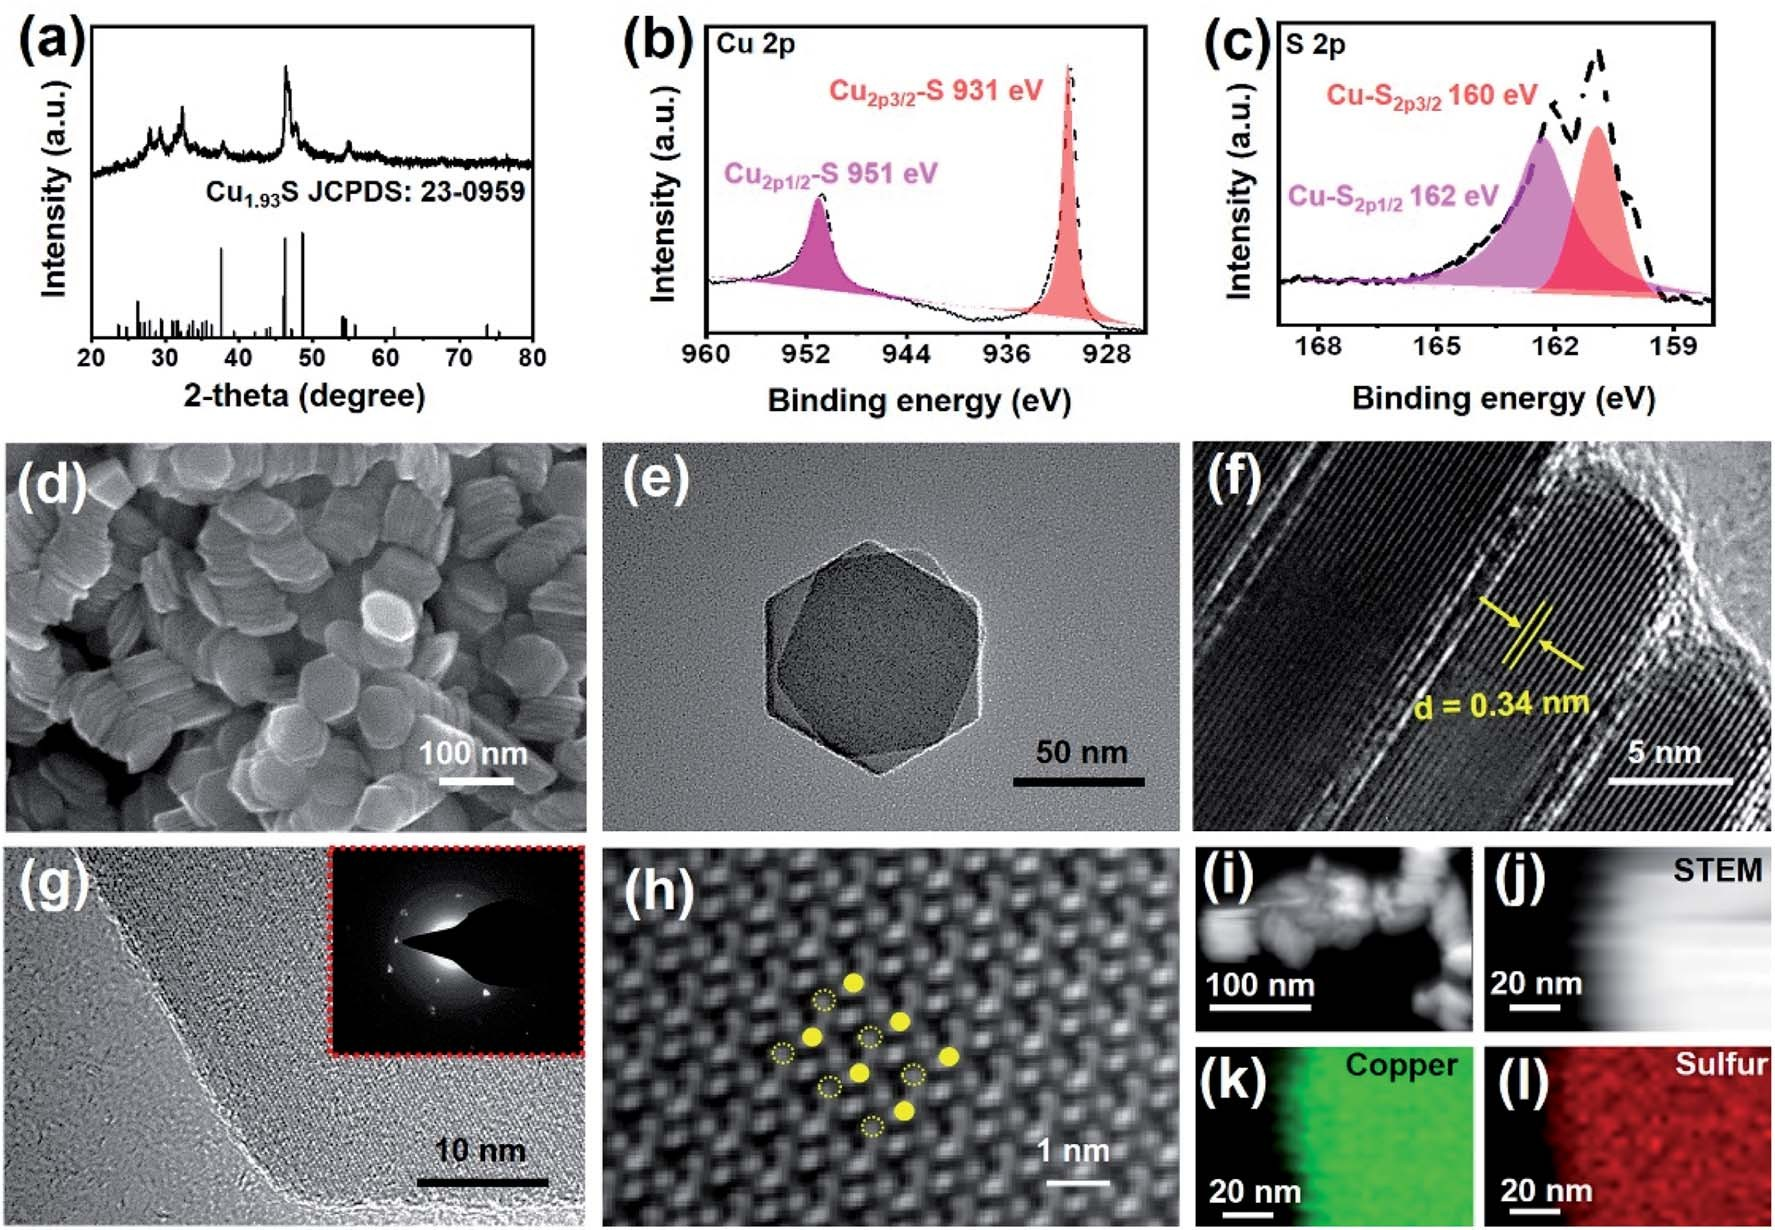 (a)
Intensity (a.u.)
Cu1.93S JCPDS: 23-0959
20 30 40 50 60 70 80
2-theta (degree)
(b)
Cu 2p
Cu2p3/2-S 931 eV
Cu2p1/2-S 951 eV
Intensity (a.u.)
960 952 944 936 928
Binding energy (eV)
(c)
S 2p
Cu-S2p3/2 160 eV
Cu-S2p1/2 162 eV
Intensity (a.u.)
168 165 162 159
Binding energy (eV)
(d)
100 nm
(e)
50 nm
(f)
d = 0.34 nm
5 nm
(g)
10 nm
(h)
1 nm
(i)
100 nm
(j)
STEM
20 nm
(k)
Copper
20 nm
(l)
Sulfur
20 nm